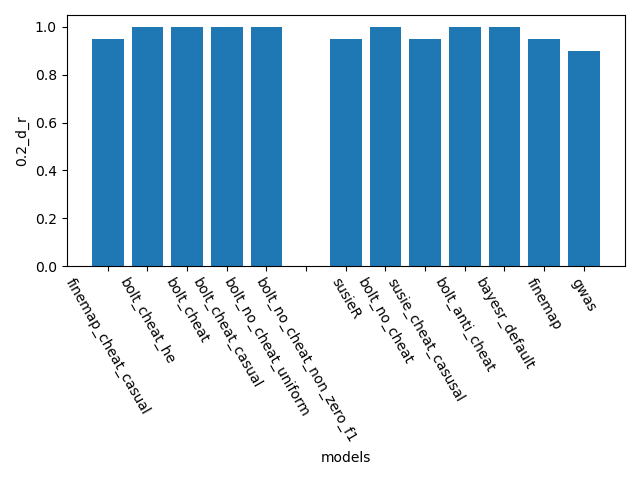 1.0
0.8
0.6
0.4
0.2
0.0
0.2_d_r
finemap_cheat_casual
bolt_cheat_he
bolt_cheat
bolt_cheat_casual
bolt_no_cheat_uniform
bolt_no_cheat_non_zero_f1
susieR
bolt_no_cheat
susie_cheat_casusal
bolt_anti_cheat
bayesr_default
finemap
gwas
models